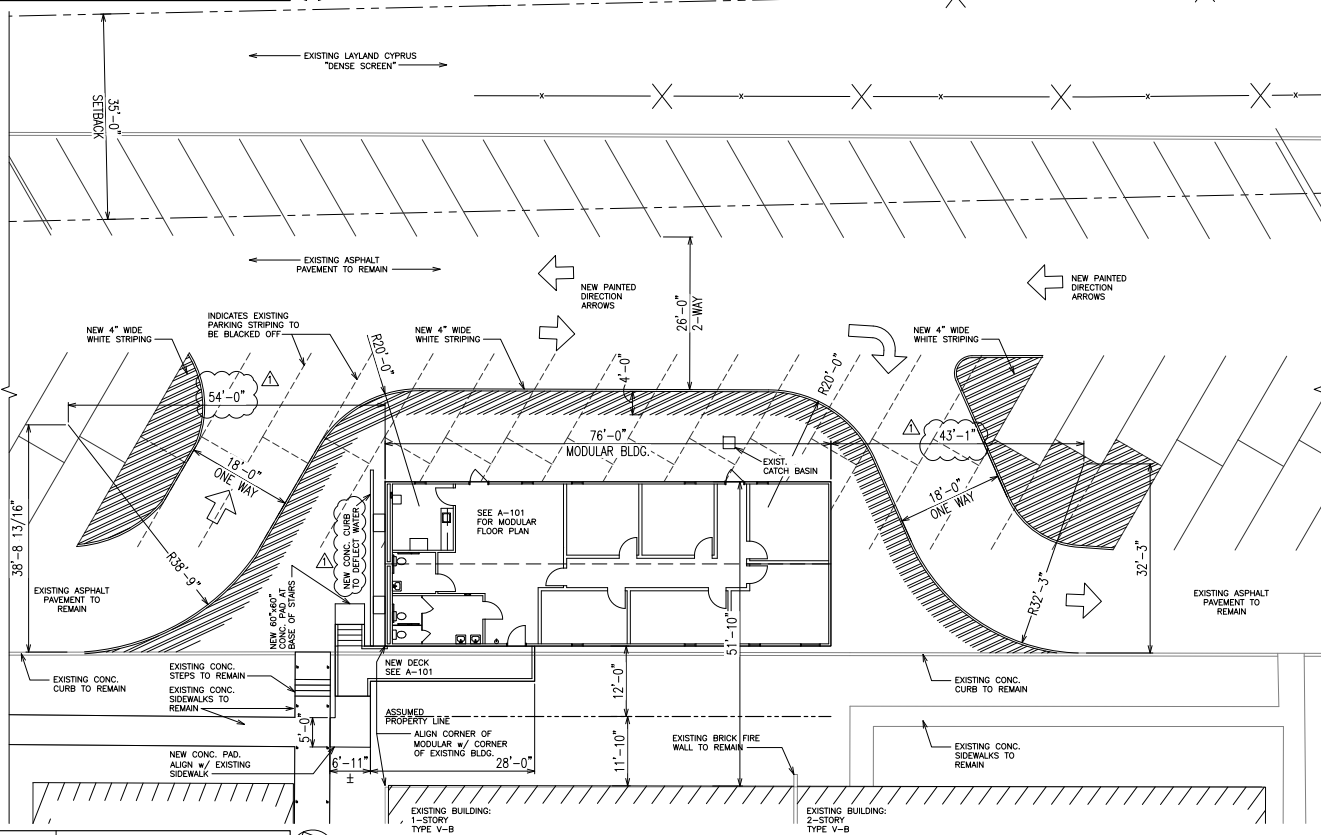 EXISTING LAYLAND CYPRUS
"DENSE SCREEN"
35'-0"
SETBACK
EXISTING ASPHALT
PAVEMENT TO REMAIN
NEW PAINTED
DIRECTION
ARROWS
26'-0"
2-WAY
NEW PAINTED
DIRECTION
ARROWS
INDICATES EXISTING
PARKING STRIPING TO
BE BLACKED OFF
NEW 4" WIDE
WHITE STRIPING
NEW 4" WIDE
WHITE STRIPING
NEW 4" WIDE
WHITE STRIPING
R20'-0"
4'-0"
R20'-0"
1
54'-0"
76'-0"
MODULAR BLDG.
1
43'-1"
EXIST.
CATCH BASIN
18'-0"
ONE WAY
18'-0"
ONE WAY
38'-8 13/16"
R38'-9"
NEW CONC. CURB
TO DEFLECT WATER
1
SEE A-101
FOR MODULAR
FLOOR PLAN
R32'-3"
32'-3"
EXISTING ASPHALT
PAVEMENT TO
REMAIN
EXISTING ASPHALT
PAVEMENT TO
REMAIN
NEW 60"x60"
CONC. PAD AT
BASE OF STAIRS
51'-10"
EXISTING CONC.
CURB TO REMAIN
EXISTING CONC.
STEPS TO REMAIN
EXISTING CONC.
SIDEWALKS TO
REMAIN
NEW DECK
SEE A-101
12'-0"
EXISTING CONC.
CURB TO REMAIN
ASSUMED
PROPERTY LINE
5'-0"
ALIGN CORNER OF
MODULAR w/ CORNER
OF EXISTING BLDG.
EXISTING BRICK FIRE
WALL TO REMAIN
EXISTING CONC.
SIDEWALKS TO
REMAIN
NEW CONC. PAD.
ALIGN w/ EXISTING
SIDEWALK
6'-11"
±
28'-0"
11'-10"
EXISTING BUILDING:
1-STORY
TYPE V-B
EXISTING BUILDING:
2-STORY
TYPE V-B